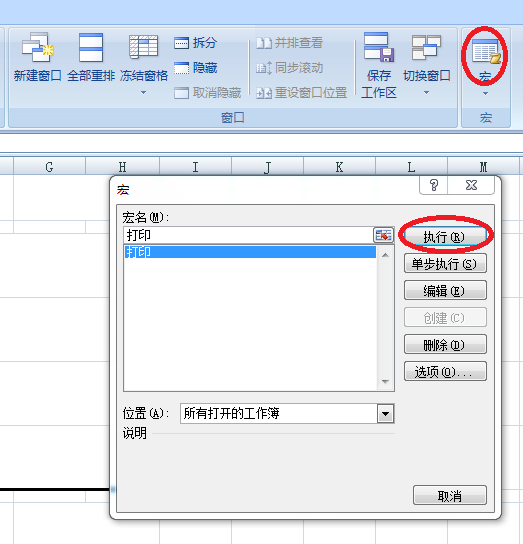 新建窗口 全部重排 冻结窗格
拆分
隐藏
取消隐藏
并排查看
同步滚动
重设窗口位置
保存
工作区
切换窗口
宏
窗口
宏
G H I J K L M
宏
宏名(M):
打印
打印
执行(R)
单步执行(S)
编辑(E)
创建(C)
删除(D)
选项(O)...
位置(A): 所有打开的工作簿
说明
取消